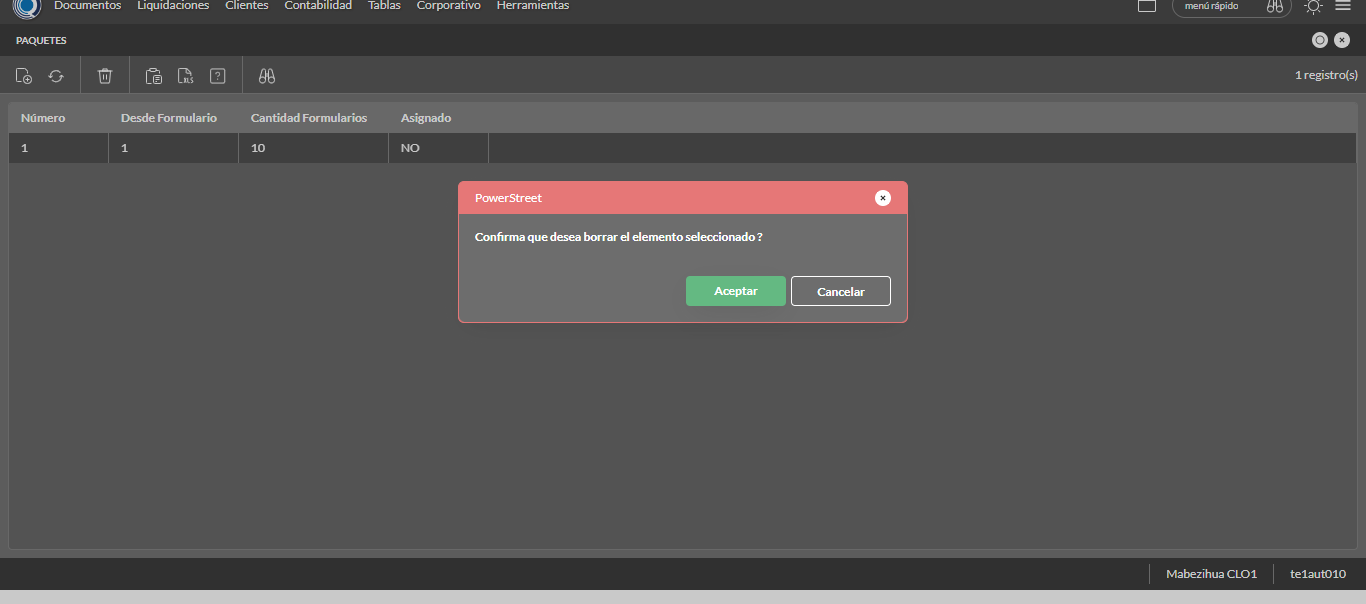 Documentos Liquidaciones Clientes Contabilidad Tablas Corporativo Herramientas menú rápido
PAQUETES
XLS ? 1 registro(s)
Número Desde Formulario Cantidad Formularios Asignado
1 1 10 NO
PowerStreet
Confirma que desea borrar el elemento seleccionado ?
Aceptar Cancelar
Mabezihua CLO1 te1aut010